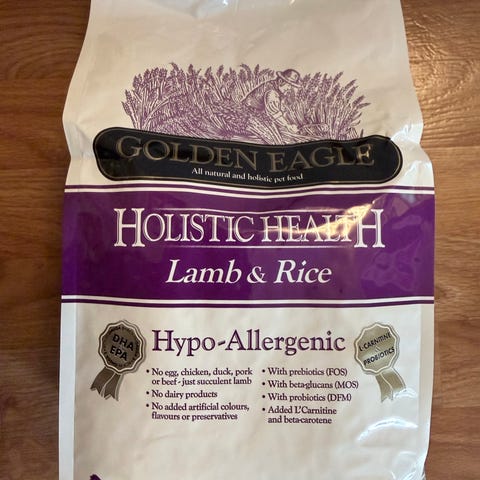 GOLDEN EAGLE
All natural and holistic pet food
HOLISTIC HEALTH
Lamb & Rice
Hypo-Allergenic
DHA
EPA
• No egg, chicken, duck, pork
or beef - just succulent lamb
• No dairy products
• No added artificial colours,
flavours or preservatives
• With prebiotics (FOS)
• With beta-glucans (MOS)
• With probiotics (DFM)
• Added L'Carnitine
and beta-carotene
L-CARNITINE
PROBIOTICS